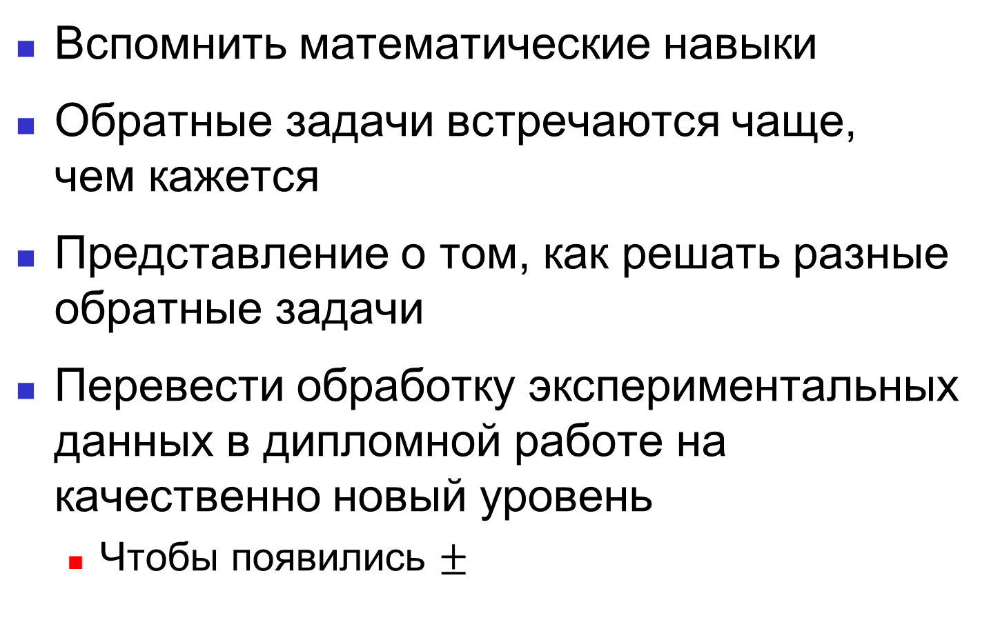 Вспомнить математические навыки
Обратные задачи встречаются чаще,
чем кажется
Представление о том, как решать разные
обратные задачи
Перевести обработку экспериментальных
данных в дипломной работе на
качественно новый уровень
Чтобы появились ±